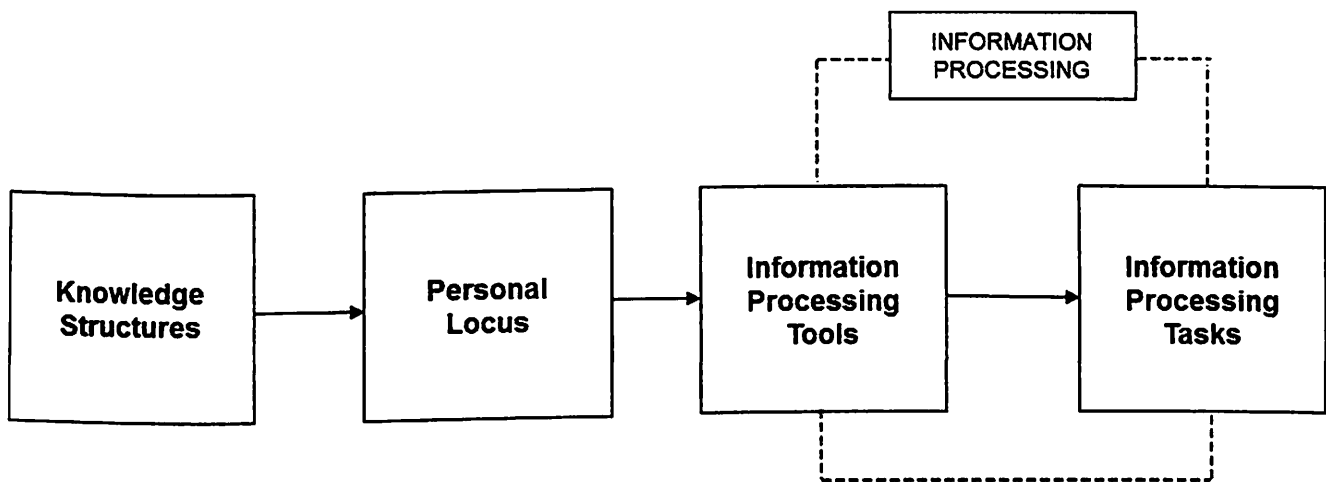 INFORMATION
PROCESSING
Knowledge
Structures
Personal
Locus
Information
Processing
Tools
Information
Processing
Tasks